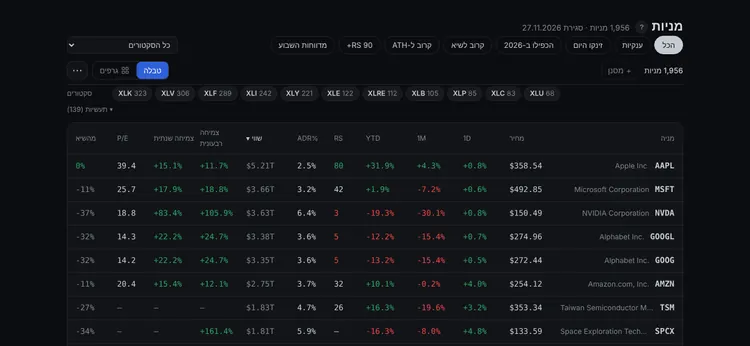 מניות ? 1,956 מניות · סגירת 27.11.2026
הכל ענקיות זינקו היום הכפילו ב-2026 קרוב לשיא קרוב ל-ATH RS 90+ מדווחות השבוע כל הסקטורים
1,956 מניות + מסנן טבלה גרפים ...
סקטורים XLK 323 XLV 306 XLF 289 XLI 242 XLY 221 XLE 122 XLRE 112 XLB 105 XLP 85 XLC 83 XLU 68
▾ תעשיות (139)
מניה מחיר 1D 1M YTD RS ADR% שווי ▾ צמיחה רבעונית צמיחה שנתית P/E מהשיא
AAPL Apple Inc. $358.54 +0.6% +4.3% +31.9% 80 2.5% $5.21T +11.7% +15.1% 39.4 0%
MSFT Microsoft Corporation $492.85 +0.8% -7.2% +1.9% 42 3.2% $3.66T +18.8% +17.9% 25.7 -11%
NVDA NVIDIA Corporation $150.49 +0.8% -30.1% -19.3% 3 6.4% $3.63T +105.9% +83.4% 18.8 -37%
GOOGL Alphabet Inc. $274.96 +0.7% -15.4% -12.2% 5 3.6% $3.38T +24.7% +22.2% 14.3 -32%
GOOG Alphabet Inc. $272.44 +0.5% -15.4% -13.2% 5 3.6% $3.35T +24.7% +22.2% 14.2 -32%
AMZN Amazon.com, Inc. $254.12 +4.0% -0.2% +10.1% 32 3.7% $2.75T +12.1% +15.4% 20.4 -11%
TSM Taiwan Semiconductor M... $353.34 +3.2% -19.6% +16.3% 26 4.7% $1.83T — — — -27%
SPCX Space Exploration Tech... $133.59 +4.8% -8.0% -16.3% — 5.9% $1.81T +161.4% — — -34%